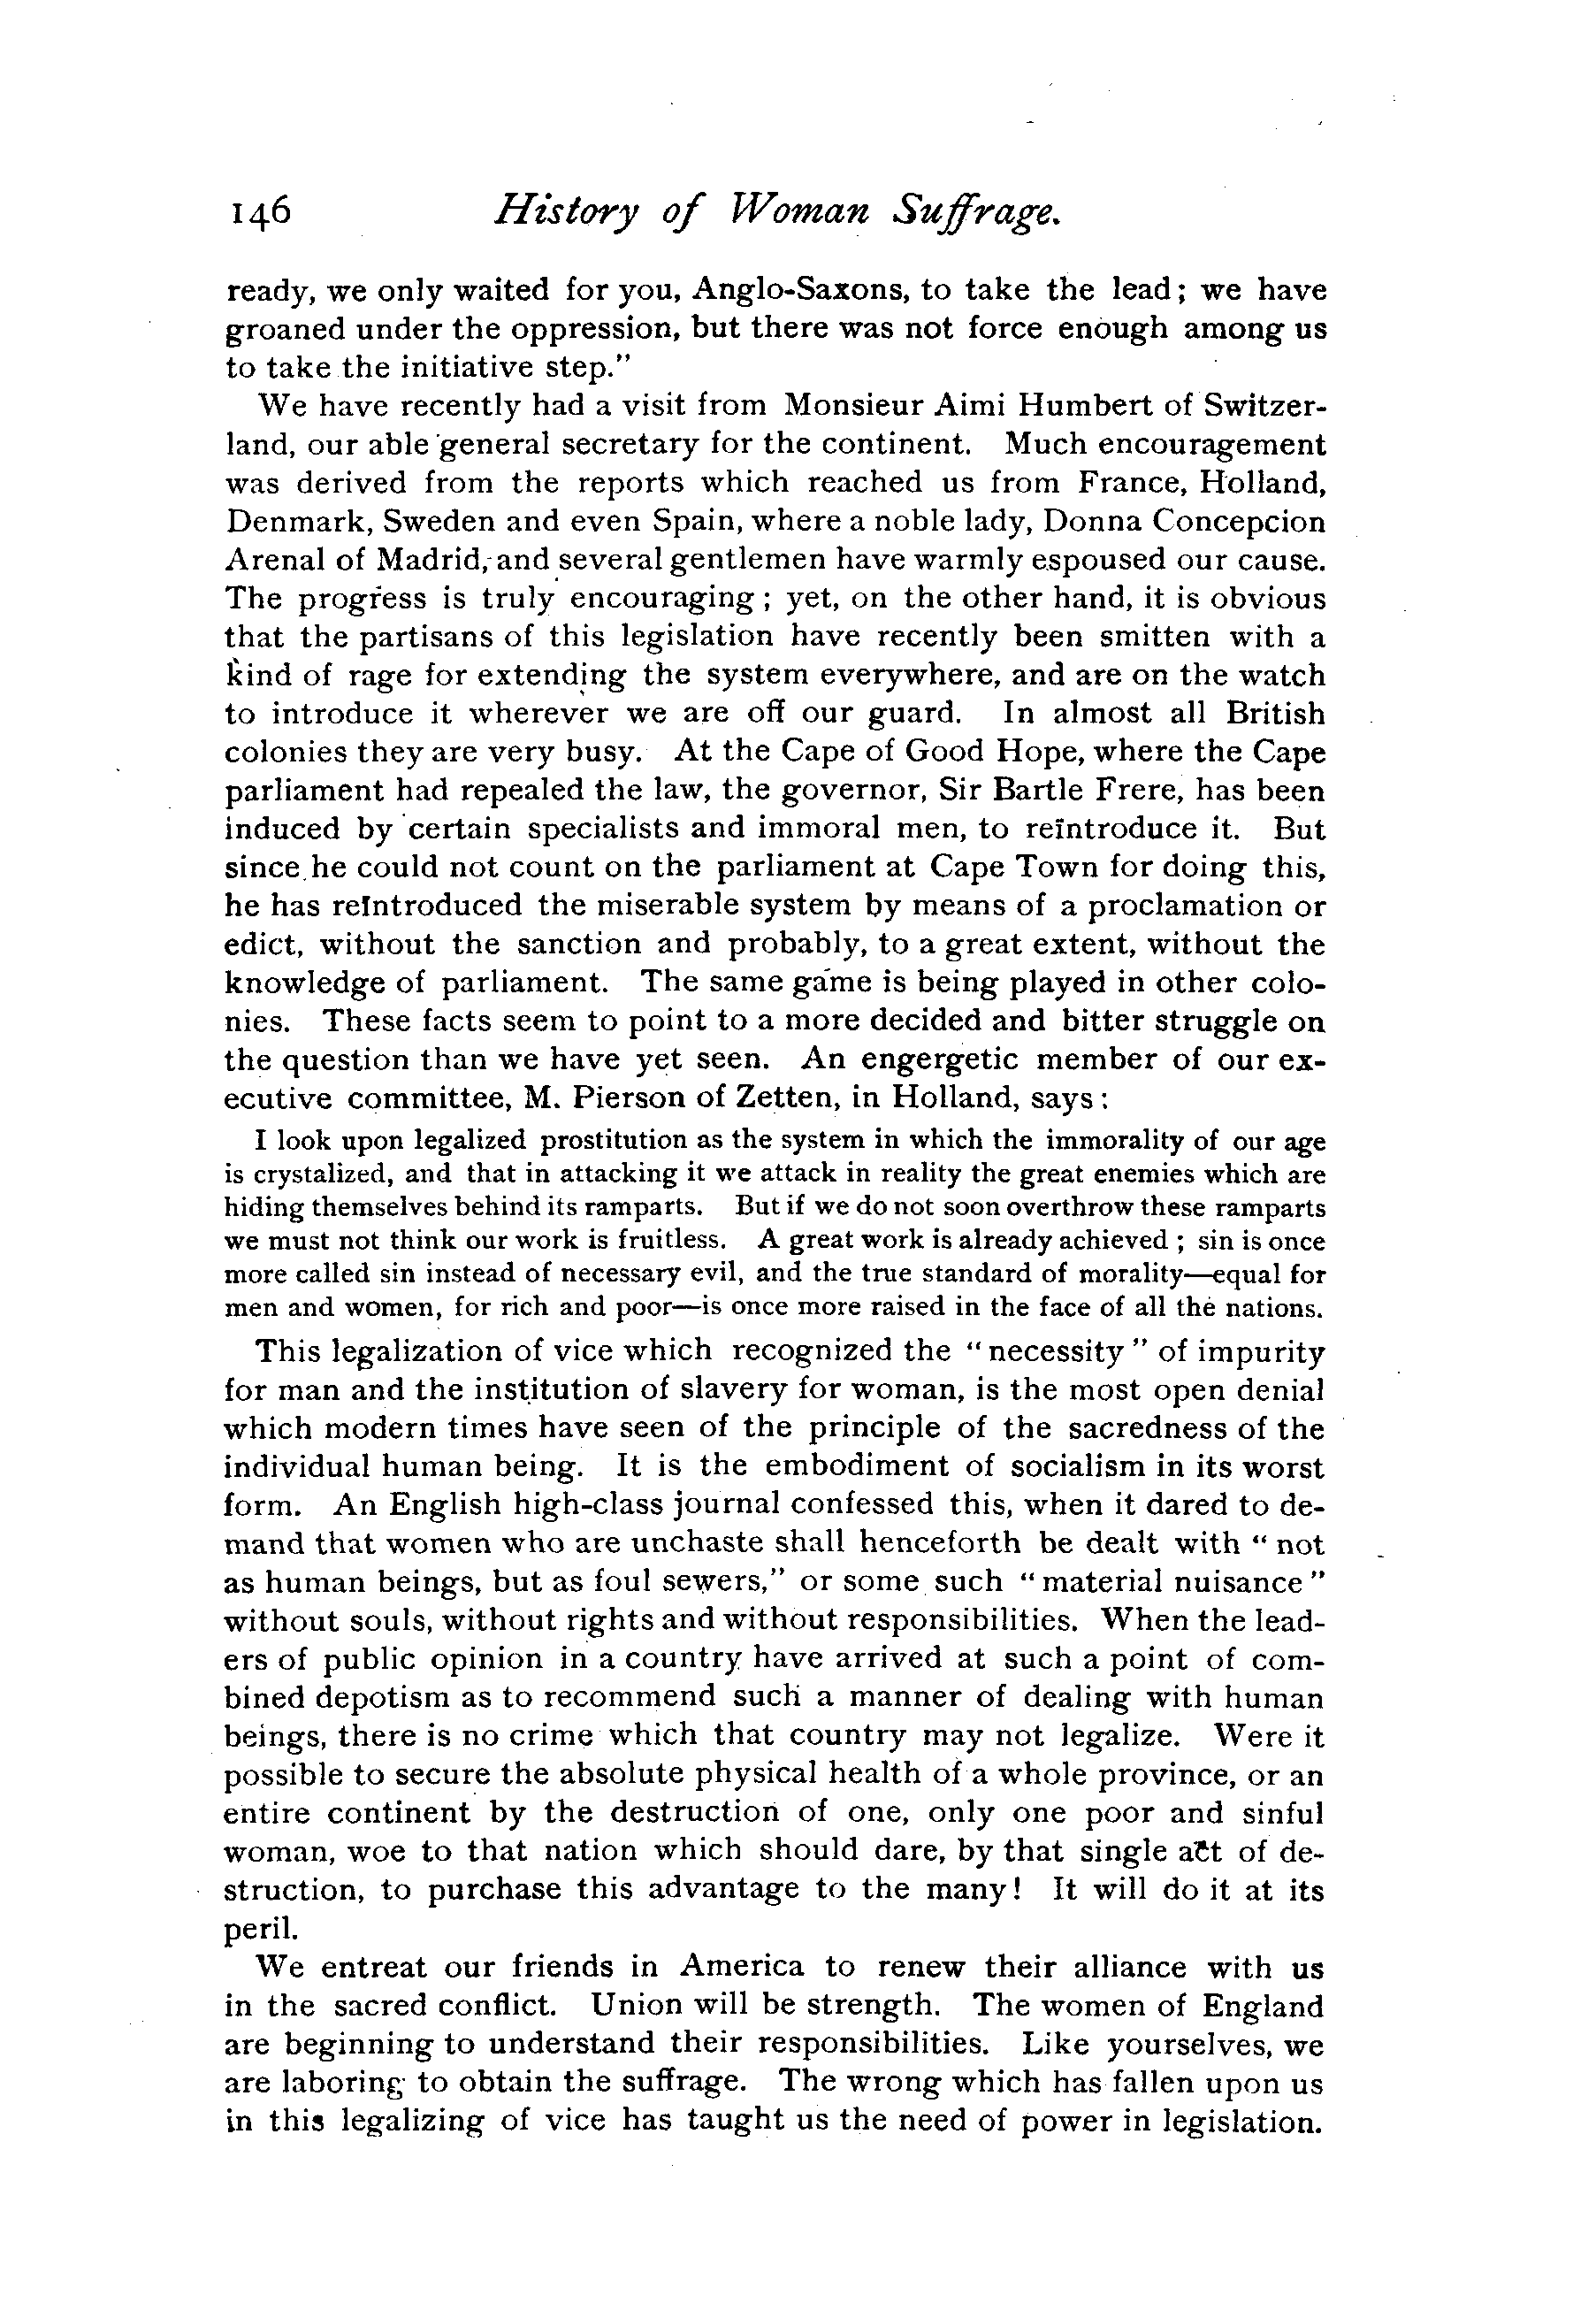 146 History of Woman Suffrage.
ready, we only waited for you, Anglo-Saxons, to take the lead; we have
groaned under the oppression, but there was not force enough among us
to take the initiative step."
We have recently had a visit from Monsieur Aimi Humbert of Switzer-
land, our able general secretary for the continent. Much encouragement
was derived from the reports which reached us from France, Holland,
Denmark, Sweden and even Spain, where a noble lady, Donna Concepcion
Arenal of Madrid, and several gentlemen have warmly espoused our cause.
The progress is truly encouraging; yet, on the other hand, it is obvious
that the partisans of this legislation have recently been smitten with a
kind of rage for extending the system everywhere, and are on the watch
to introduce it wherever we are off our guard. In almost all British
colonies they are very busy. At the Cape of Good Hope, where the Cape
parliament had repealed the law, the governor, Sir Bartle Frere, has been
induced by certain specialists and immoral men, to reïntroduce it. But
since he could not count on the parliament at Cape Town for doing this,
he has reïntroduced the miserable system by means of a proclamation or
edict, without the sanction and probably, to a great extent, without the
knowledge of parliament. The same game is being played in other colo-
nies. These facts seem to point to a more decided and bitter struggle on
the question than we have yet seen. An engergetic member of our ex-
ecutive committee, M. Pierson of Zetten, in Holland, says:
I look upon legalized prostitution as the system in which the immorality of our age
is crystalized, and that in attacking it we attack in reality the great enemies which are
hiding themselves behind its ramparts. But if we do not soon overthrow these ramparts
we must not think our work is fruitless. A great work is already achieved; sin is once
more called sin instead of necessary evil, and the true standard of morality—equal for
men and women, for rich and poor—is once more raised in the face of all the nations.
This legalization of vice which recognized the "necessity" of impurity
for man and the institution of slavery for woman, is the most open denial
which modern times have seen of the principle of the sacredness of the
individual human being. It is the embodiment of socialism in its worst
form. An English high-class journal confessed this, when it dared to de-
mand that women who are unchaste shall henceforth be dealt with "not
as human beings, but as foul sewers," or some such "material nuisance"
without souls, without rights and without responsibilities. When the lead-
ers of public opinion in a country have arrived at such a point of com-
bined depotism as to recommend such a manner of dealing with human
beings, there is no crime which that country may not legalize. Were it
possible to secure the absolute physical health of a whole province, or an
entire continent by the destruction of one, only one poor and sinful
woman, woe to that nation which should dare, by that single act of de-
struction, to purchase this advantage to the many! It will do it at its
peril.
We entreat our friends in America to renew their alliance with us
in the sacred conflict. Union will be strength. The women of England
are beginning to understand their responsibilities. Like yourselves, we
are laboring to obtain the suffrage. The wrong which has fallen upon us
in this legalizing of vice has taught us the need of power in legislation.